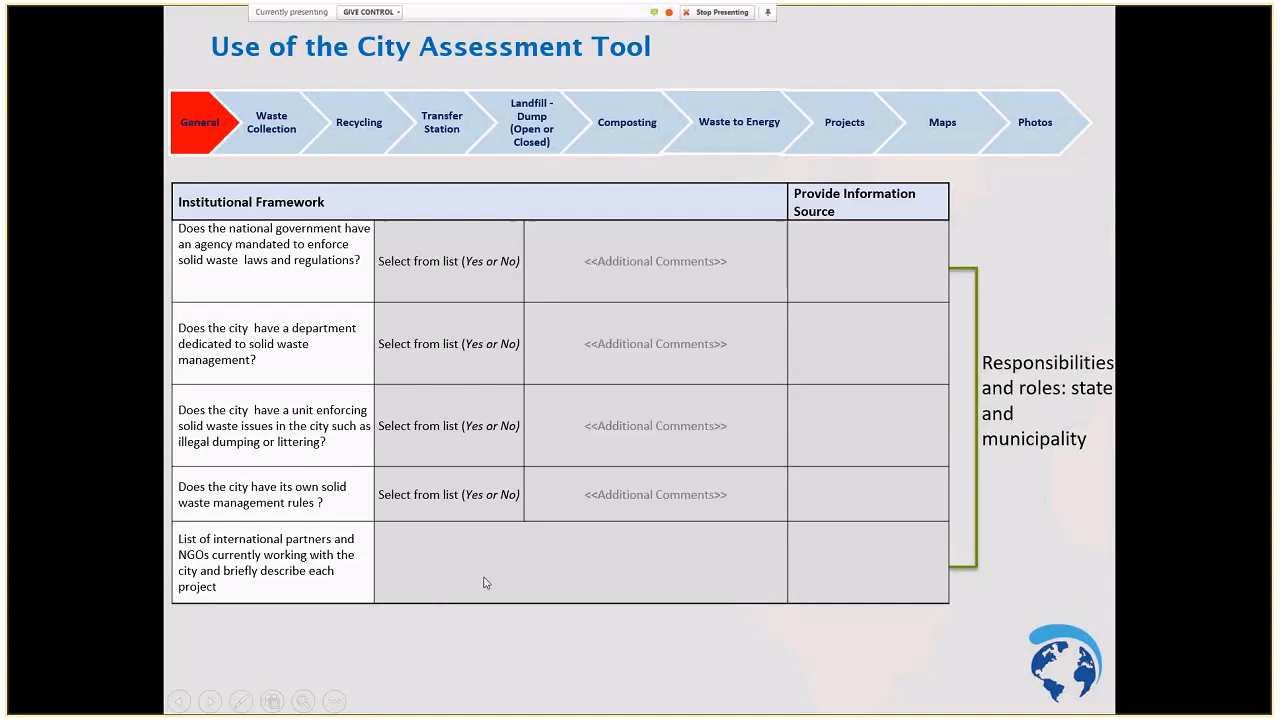 Currently presenting
GIVE CONTROL
Stop Presenting
Use of the City Assessment Tool
General
Waste
Collection
Recycling
Transfer
Station
Landfill -
Dump
(Open or
Closed)
Composting
Waste to Energy
Projects
Maps
Photos
Institutional Framework
Provide Information
Source
Does the national government have
an agency mandated to enforce
solid waste laws and regulations?
Select from list (Yes or No)
<<Additional Comments>>
Does the city have a department
dedicated to solid waste
management?
Select from list (Yes or No)
<<Additional Comments>>
Does the city have a unit enforcing
solid waste issues in the city such as
illegal dumping or littering?
Select from list (Yes or No)
<<Additional Comments>>
Does the city have its own solid
waste management rules ?
Select from list (Yes or No)
<<Additional Comments>>
List of international partners and
NGOs currently working with the
city and briefly describe each
project
Responsibilities
and roles: state
and
municipality